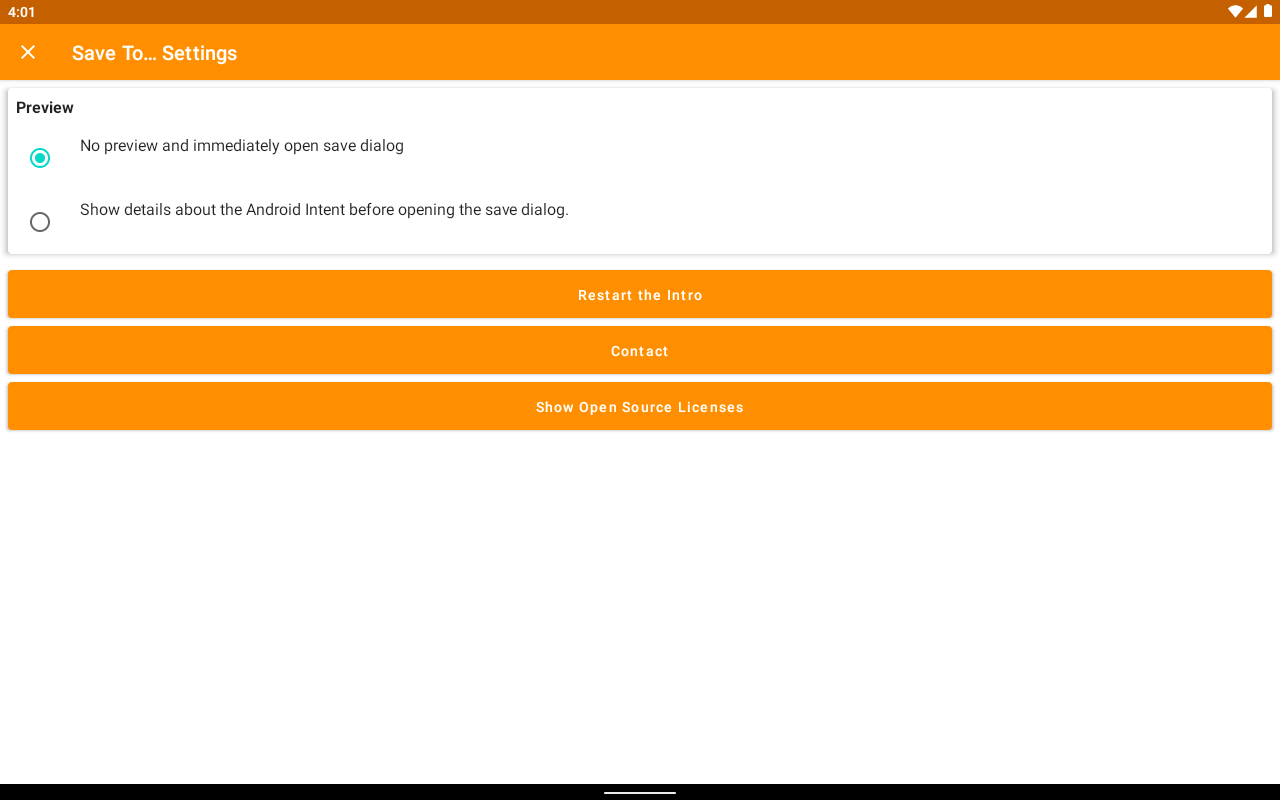 4:01
Save To… Settings
Preview
No preview and immediately open save dialog
Show details about the Android Intent before opening the save dialog.
Restart the Intro
Contact
Show Open Source Licenses